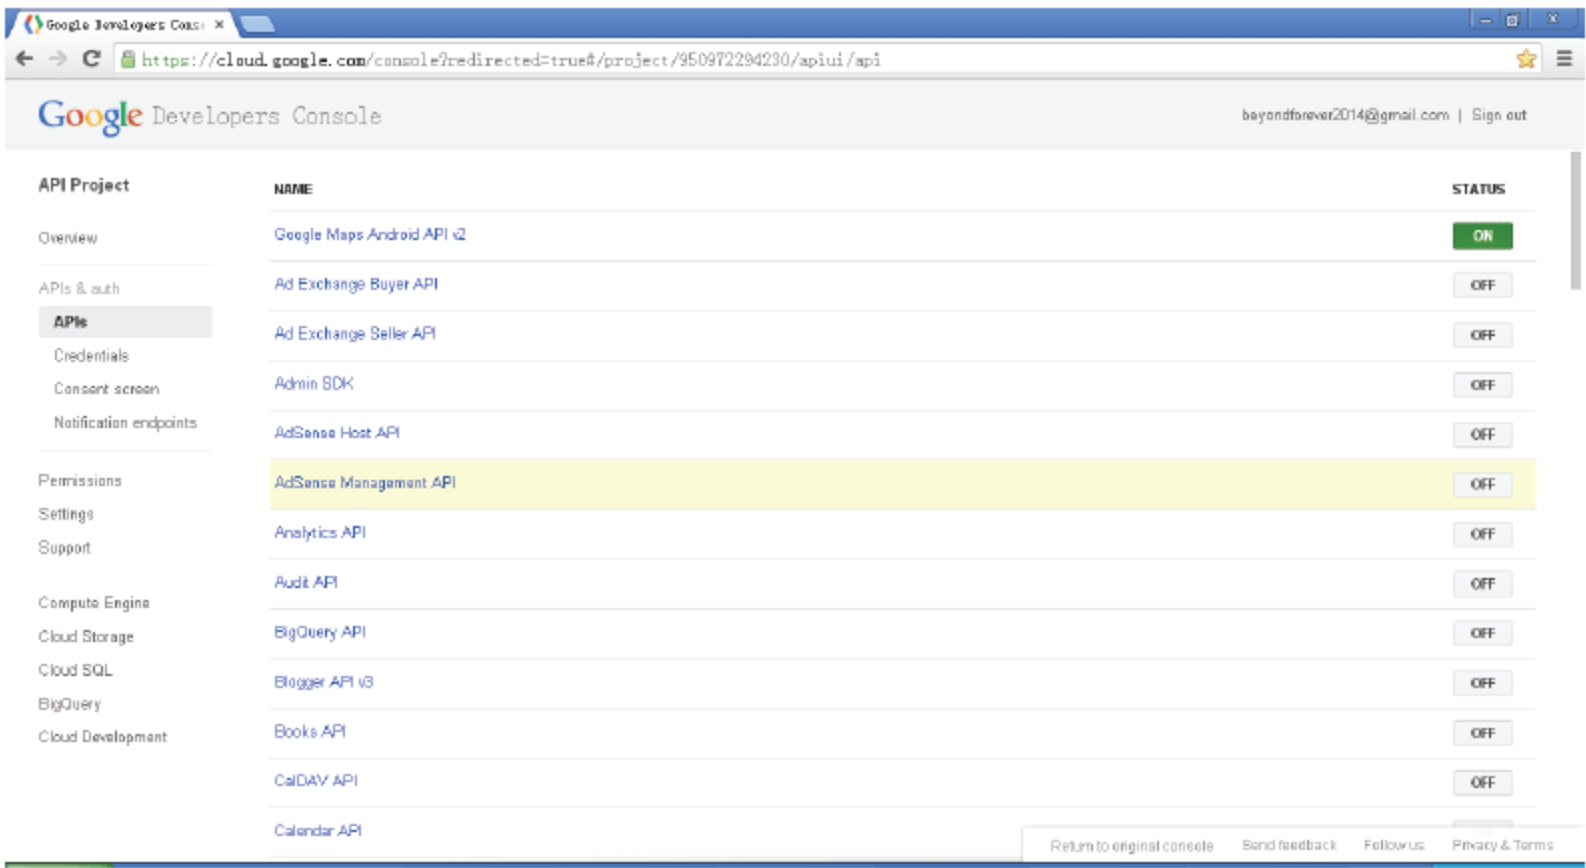 Google Developers Cons
https://cloud.google.com/console?redirected=true#/project/950972294230/apiui/api
Google Developers Console
beyondforever2014@gmail.com | Sign out
API Project
NAME
STATUS
Overview
Google Maps Android API v2
ON
APIs & auth
Ad Exchange Buyer API
OFF
APIs
Ad Exchange Seller API
OFF
Credentials
Consent screen
Admin SDK
OFF
Notification endpoints
AdSense Host API
OFF
Permissions
AdSense Management API
OFF
Settings
Support
Analytics API
OFF
Audit API
OFF
Compute Engine
Cloud Storage
BigQuery API
OFF
Cloud SQL
Blogger API v3
OFF
BigQuery
Cloud Development
Books API
OFF
CalDAV API
OFF
Calendar API
Return to original console
Send feedback
Follow us
Privacy & Terms